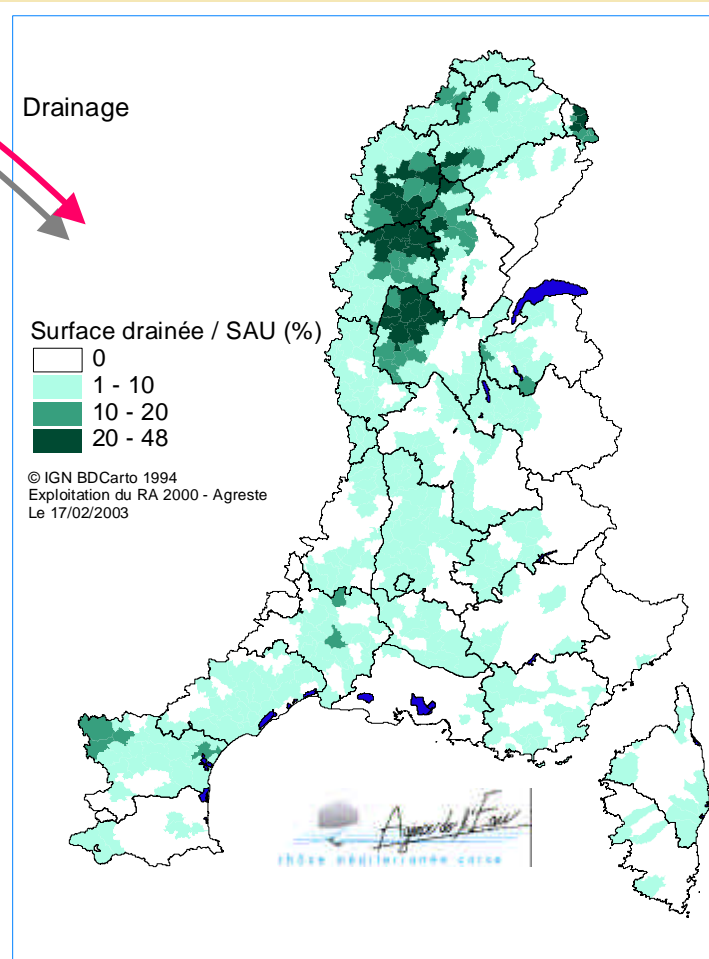 Drainage
Surface drainée / SAU (%)
0
1 - 10
10 - 20
20 - 48
© IGN BDCarto 1994
Exploitation du RA 2000 - Agreste
Le 17/02/2003
Agence de l'Eau
rhône méditerranée corse